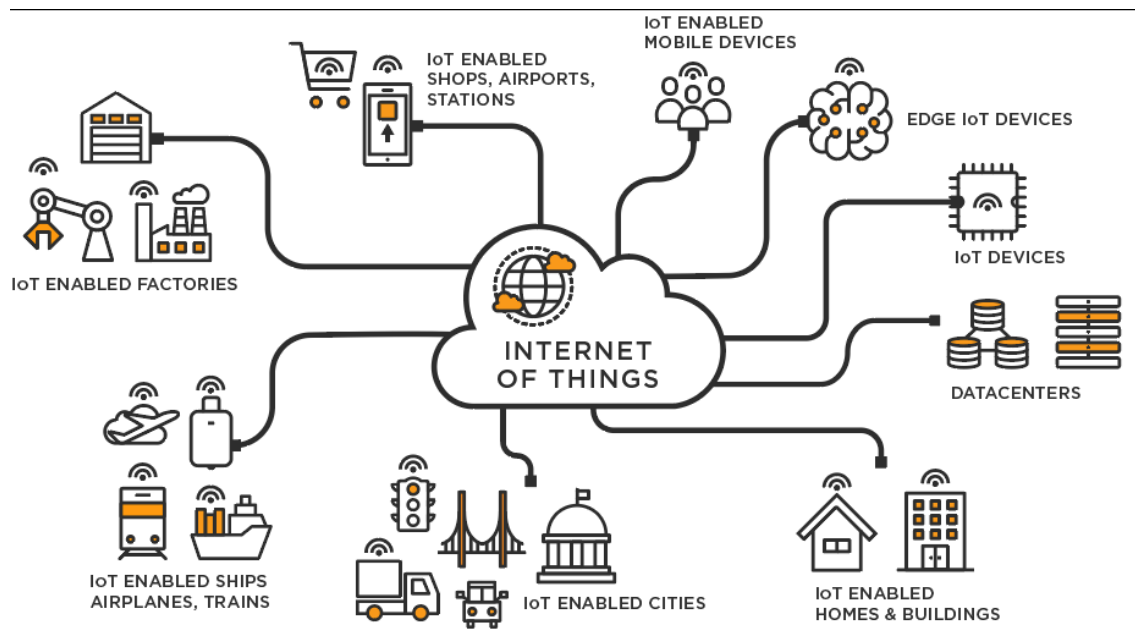 IoT ENABLED
MOBILE DEVICES
IoT ENABLED
SHOPS, AIRPORTS,
STATIONS
EDGE IoT DEVICES
IoT DEVICES
IoT ENABLED FACTORIES
INTERNET
OF THINGS
DATACENTERS
IoT ENABLED SHIPS
AIRPLANES, TRAINS
IoT ENABLED CITIES
IoT ENABLED
HOMES & BUILDINGS